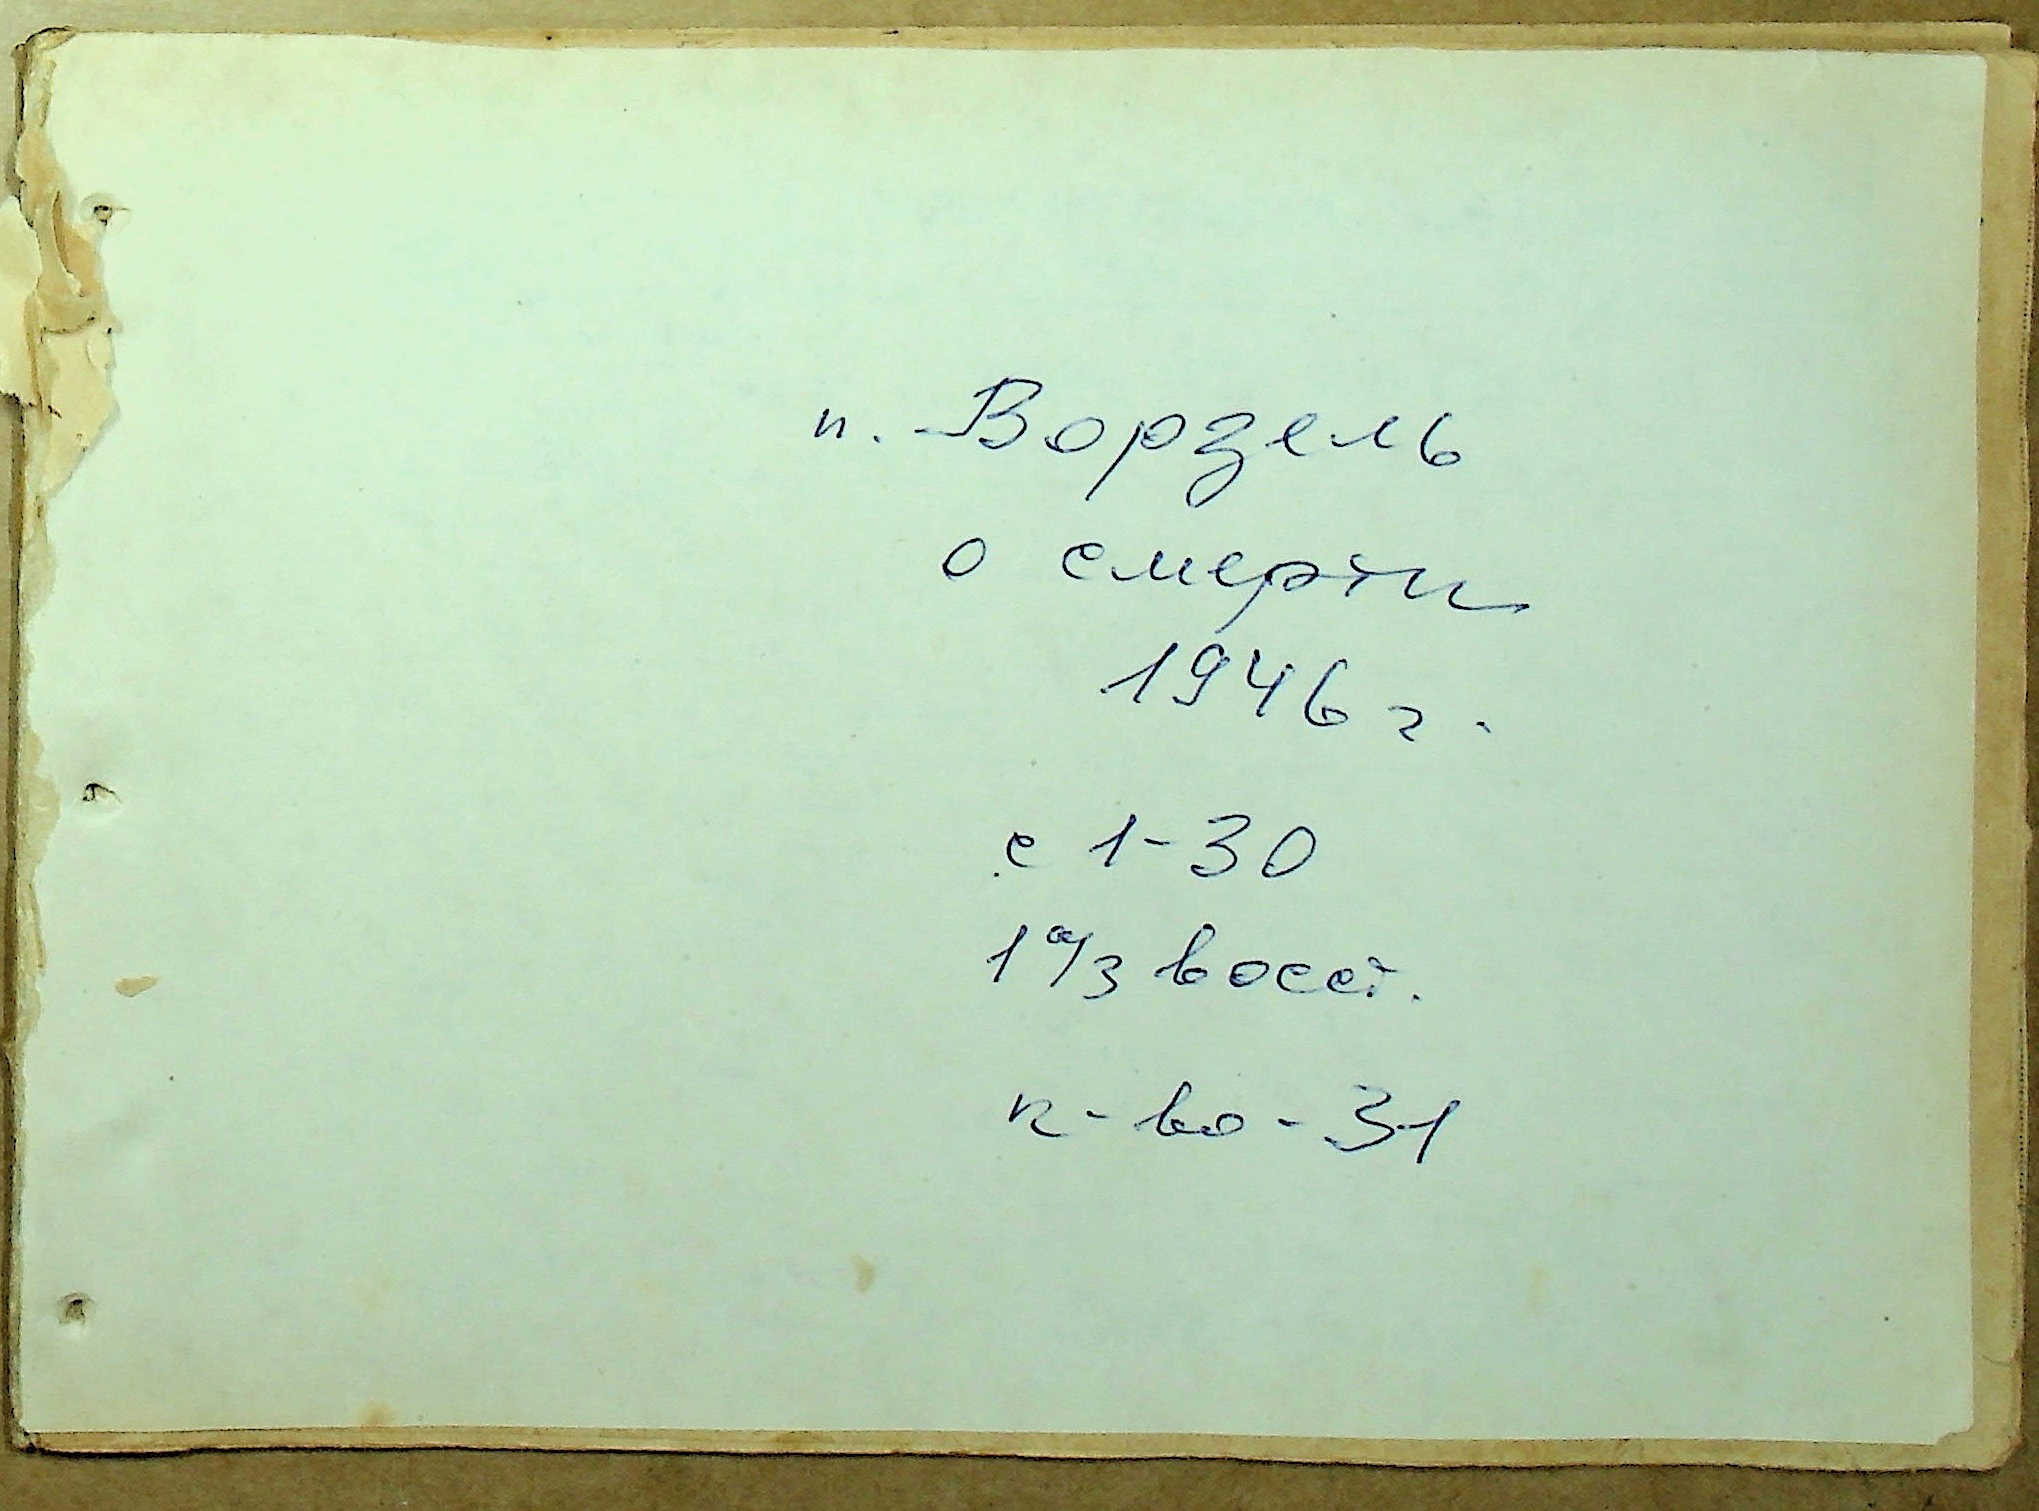 п. Ворзель
о смерти
1946 г.
с 1-30
1 а/з восст.
к-во-31